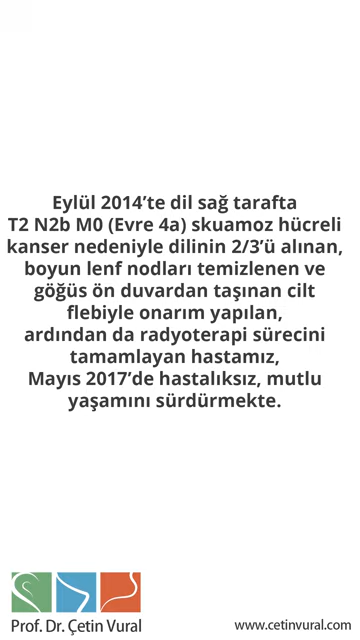 Eylül 2014’te dil sağ tarafta
T2 N2b M0 (Evre 4a) skuamoz hücreli
kanser nedeniyle dilinin 2/3’ü alınan,
boyun lenf nodları temizlenen ve
göğüs ön duvardan taşınan cilt
flebiyle onarım yapılan,
ardından da radyoterapi sürecini
tamamlayan hastamız,
Mayıs 2017’de hastalıksız, mutlu
yaşamını sürdürmekte.
Prof. Dr. Çetin Vural
www.cetinvural.com